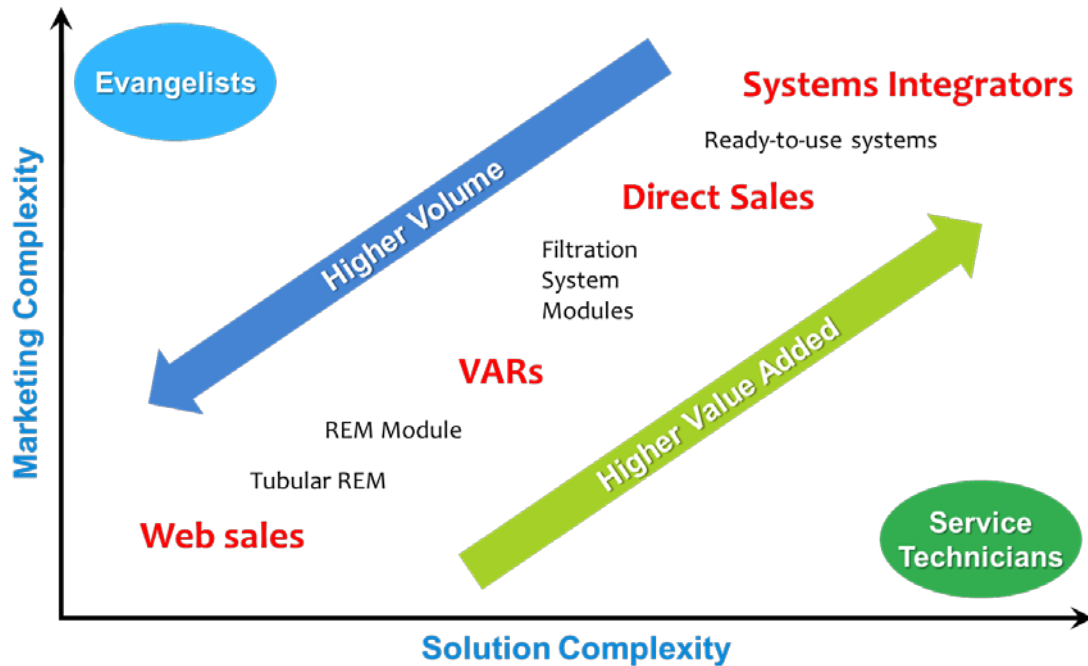 Evangelists
Systems Integrators
Ready-to-use systems
Higher Volume
Direct Sales
Filtration
System
Modules
Higher Value Added
VARs
REM Module
Tubular REM
Web sales
Service
Technicians
Marketing Complexity
Solution Complexity